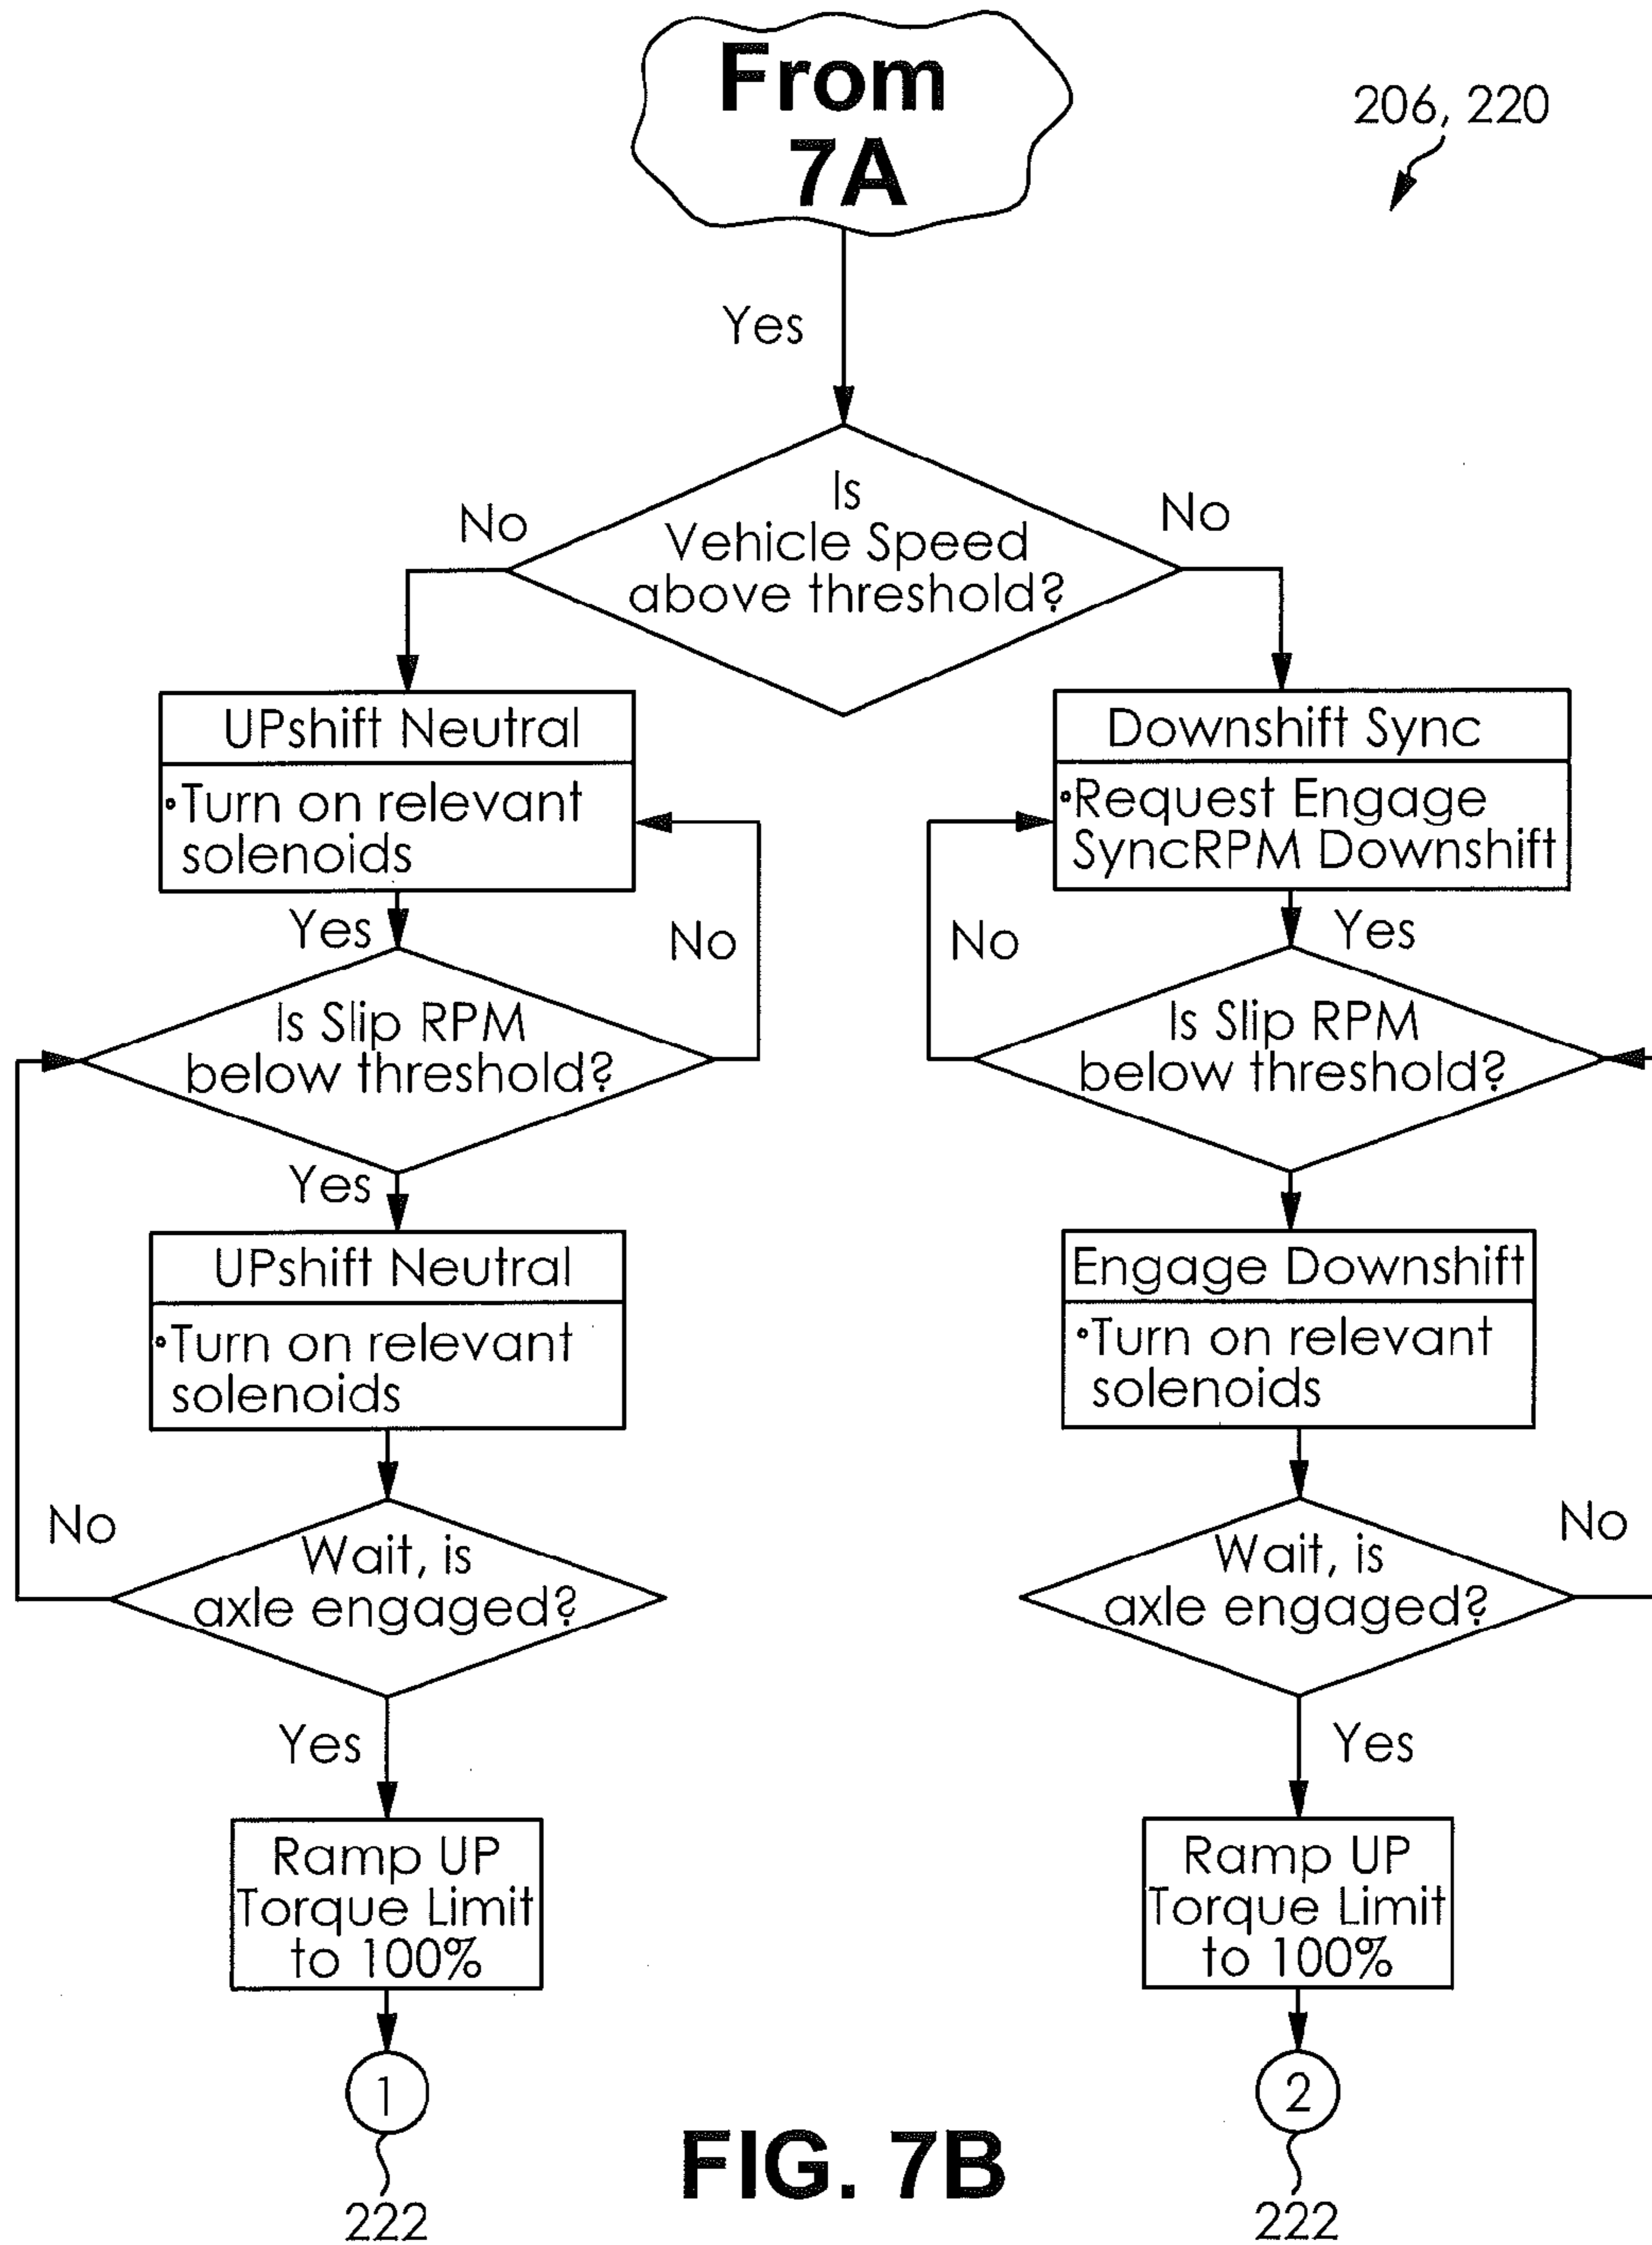 From
7A
206, 220
Yes
Is
Vehicle Speed
above threshold?
No
No
UPshift Neutral
•Turn on relevant
solenoids
Yes
No
Is Slip RPM
below threshold?
Yes
UPshift Neutral
•Turn on relevant
solenoids
No
Wait, is
axle engaged?
Yes
Ramp UP
Torque Limit
to 100%
1
222
Downshift Sync
•Request Engage
SyncRPM Downshift
No
Yes
Is Slip RPM
below threshold?
Engage Downshift
•Turn on relevant
solenoids
No
Wait, is
axle engaged?
Yes
Ramp UP
Torque Limit
to 100%
2
222
FIG. 7B